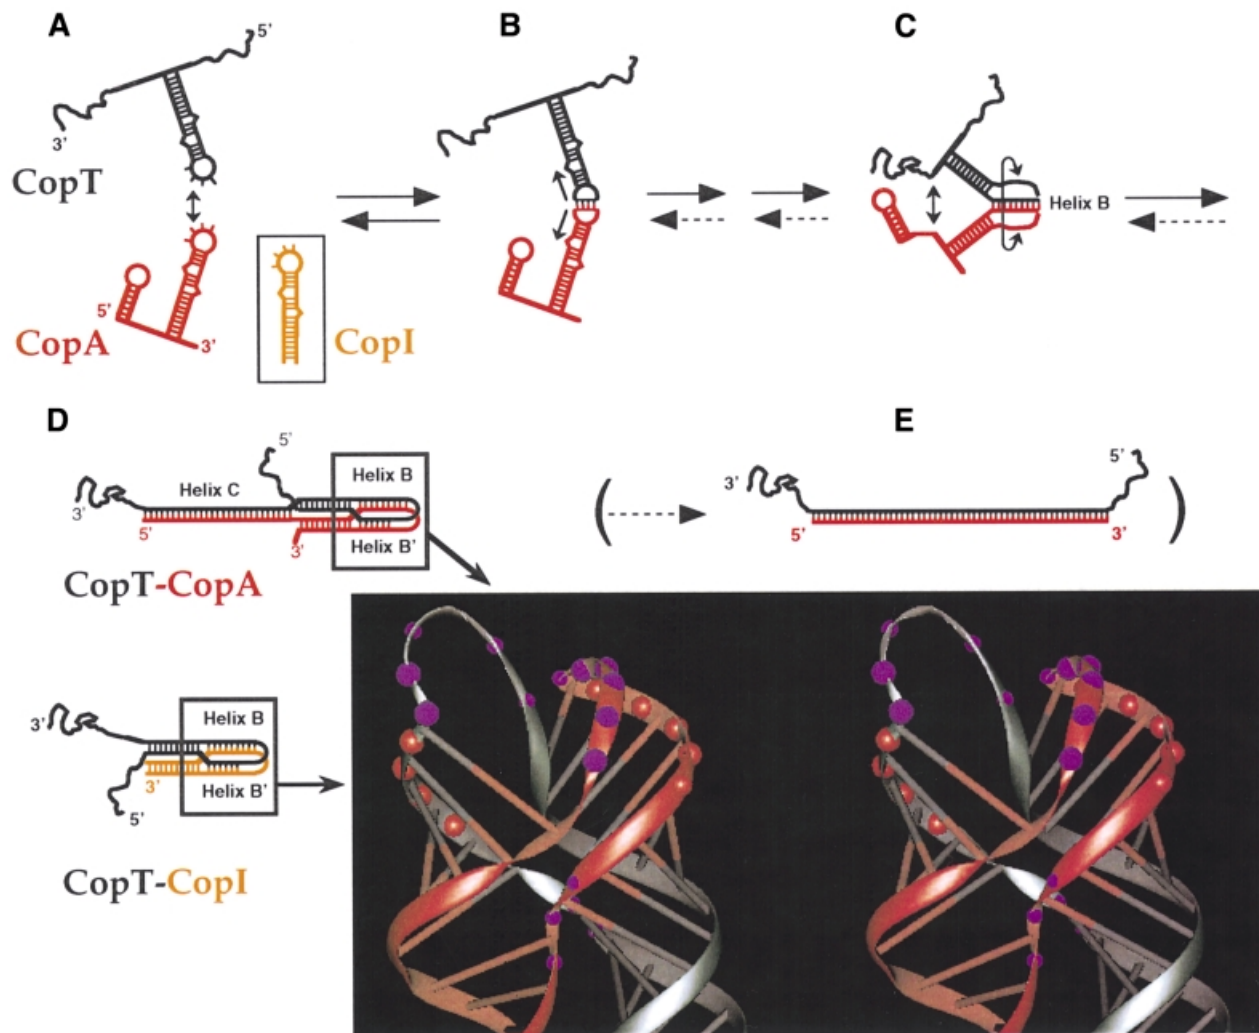 A
B
C
5'
3'
CopT
CopA
5'
3'
CopI
Helix B
D
E
5'
Helix B
Helix C
3'
5'
3'
Helix B'
CopT-CopA
3'
5'
5'
3'
3'
Helix B
3'
Helix B'
5'
CopT-CopI